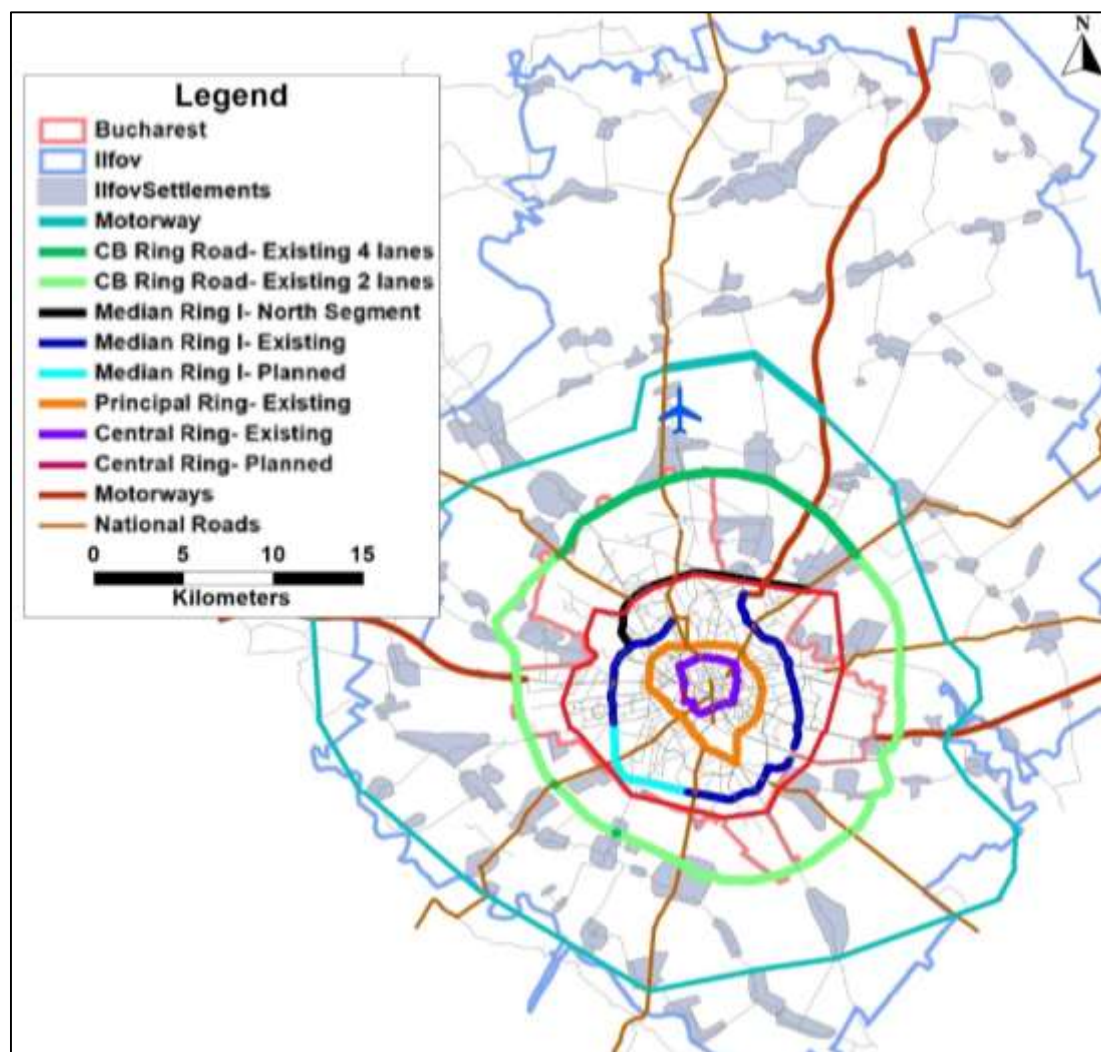 N
Legend
Bucharest
Ilfov
IlfovSettlements
Motorway
CB Ring Road- Existing 4 lanes
CB Ring Road- Existing 2 lanes
Median Ring I- North Segment
Median Ring I- Existing
Median Ring I- Planned
Principal Ring- Existing
Central Ring- Existing
Central Ring- Planned
Motorways
National Roads
0 5 10 15
Kilometers